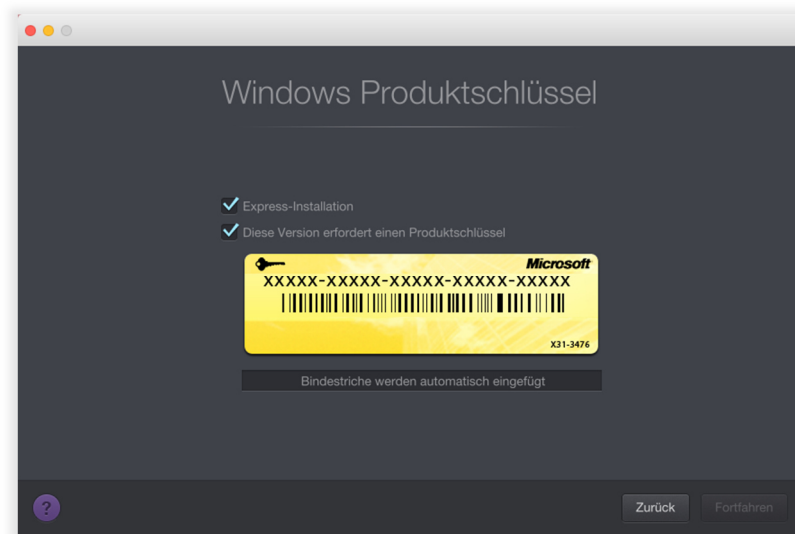 Windows Produktschlüssel
Express-Installation
Diese Version erfordert einen Produktschlüssel
Microsoft
XXXXX-XXXXX-XXXXX-XXXXX-XXXXX
X31-3476
Bindestriche werden automatisch eingefügt
?
Zurück
Fortfahren